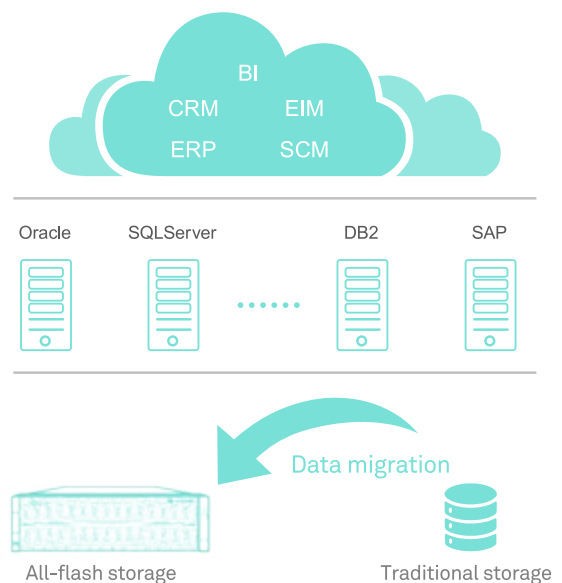 BI
CRM EIM
ERP SCM
Oracle SQLServer DB2 SAP
Data migration
All-flash storage Traditional storage